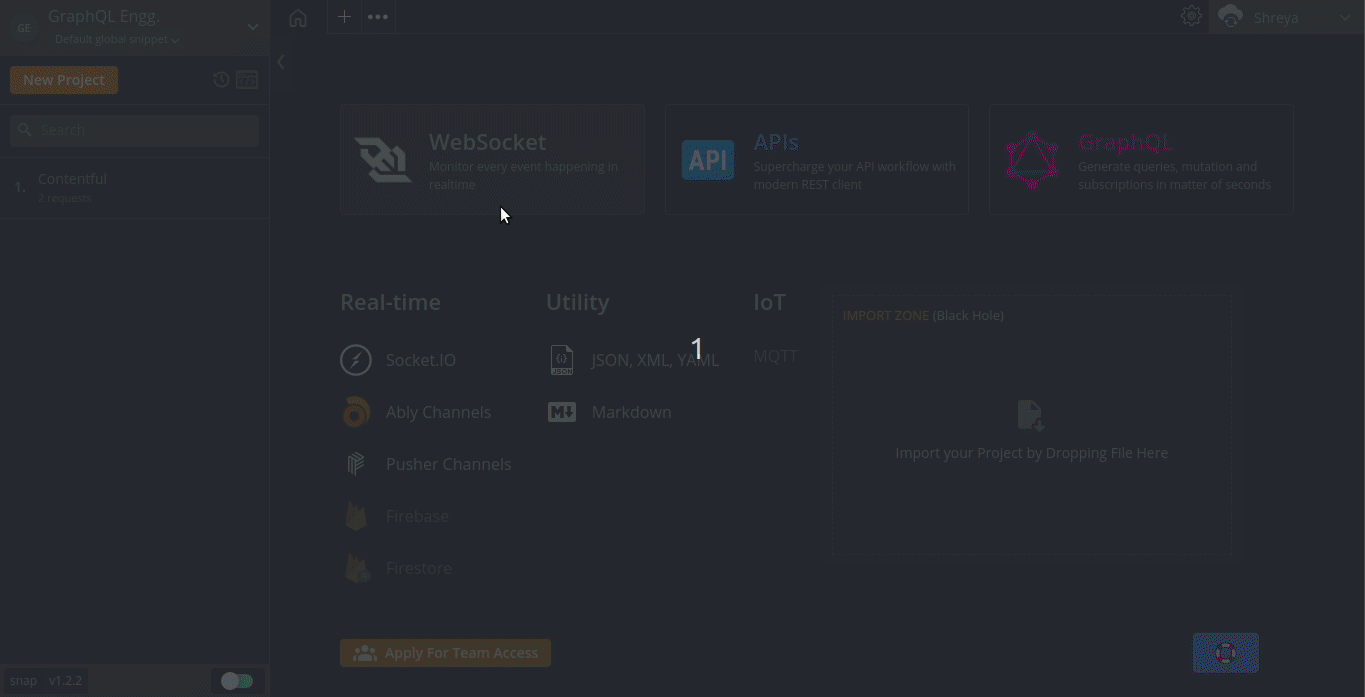 GE
GraphQL Engg.
Default global snippet
Shreya
New Project
Search
1. Contentful
2 requests
WebSocket
Monitor every event happening in
realtime
API
APIs
Supercharge your API workflow with
modern REST client
GraphQL
Generate queries, mutation and
subscriptions in matter of seconds
Real-time
Socket.IO
Ably Channels
Pusher Channels
Firebase
Firestore
Utility
JSON
JSON, XML, YAML
M
Markdown
1
IoT
MQTT
IMPORT ZONE (Black Hole)
Import your Project by Dropping File Here
Apply For Team Access
snap v1.2.2